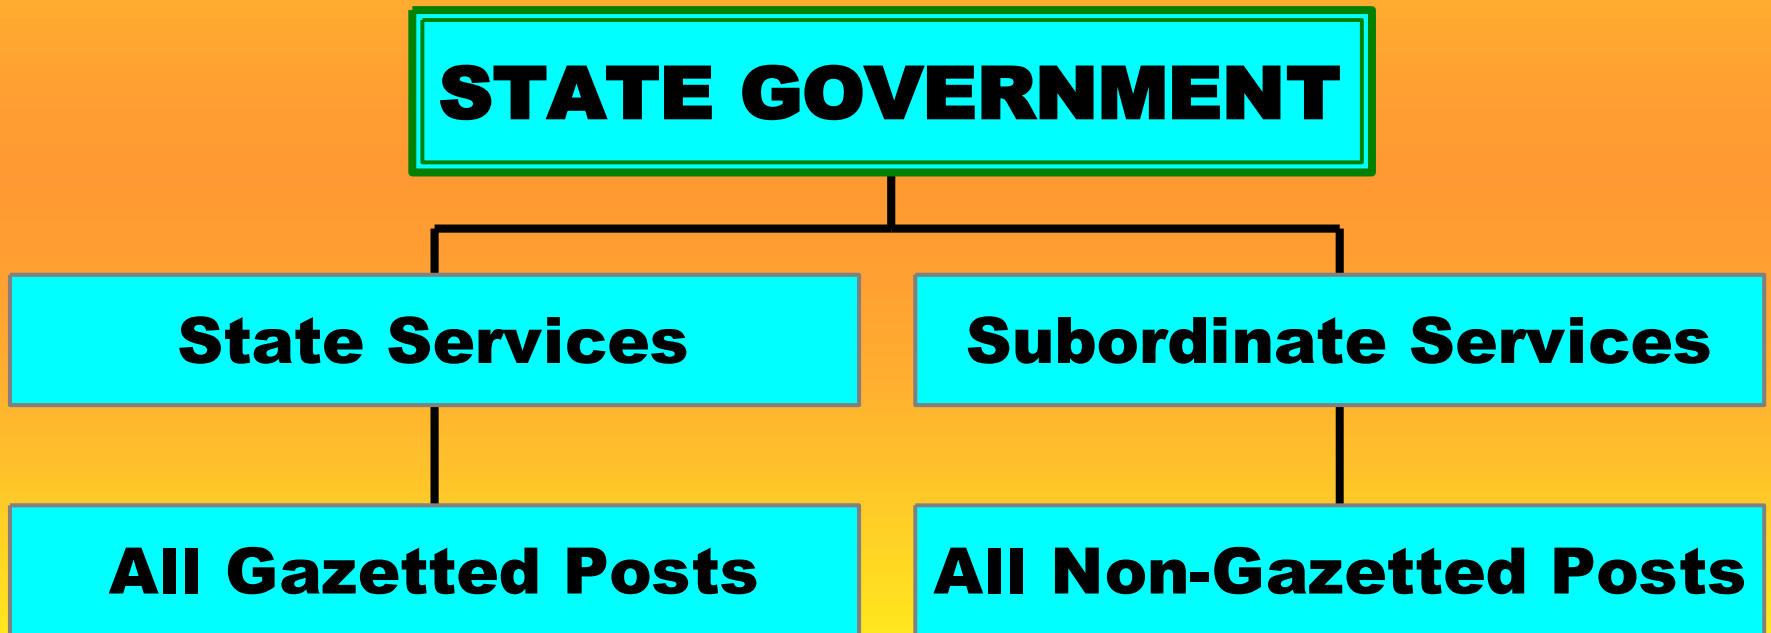 STATE GOVERNMENT
State Services
Subordinate Services
All Gazetted Posts
All Non-Gazetted Posts